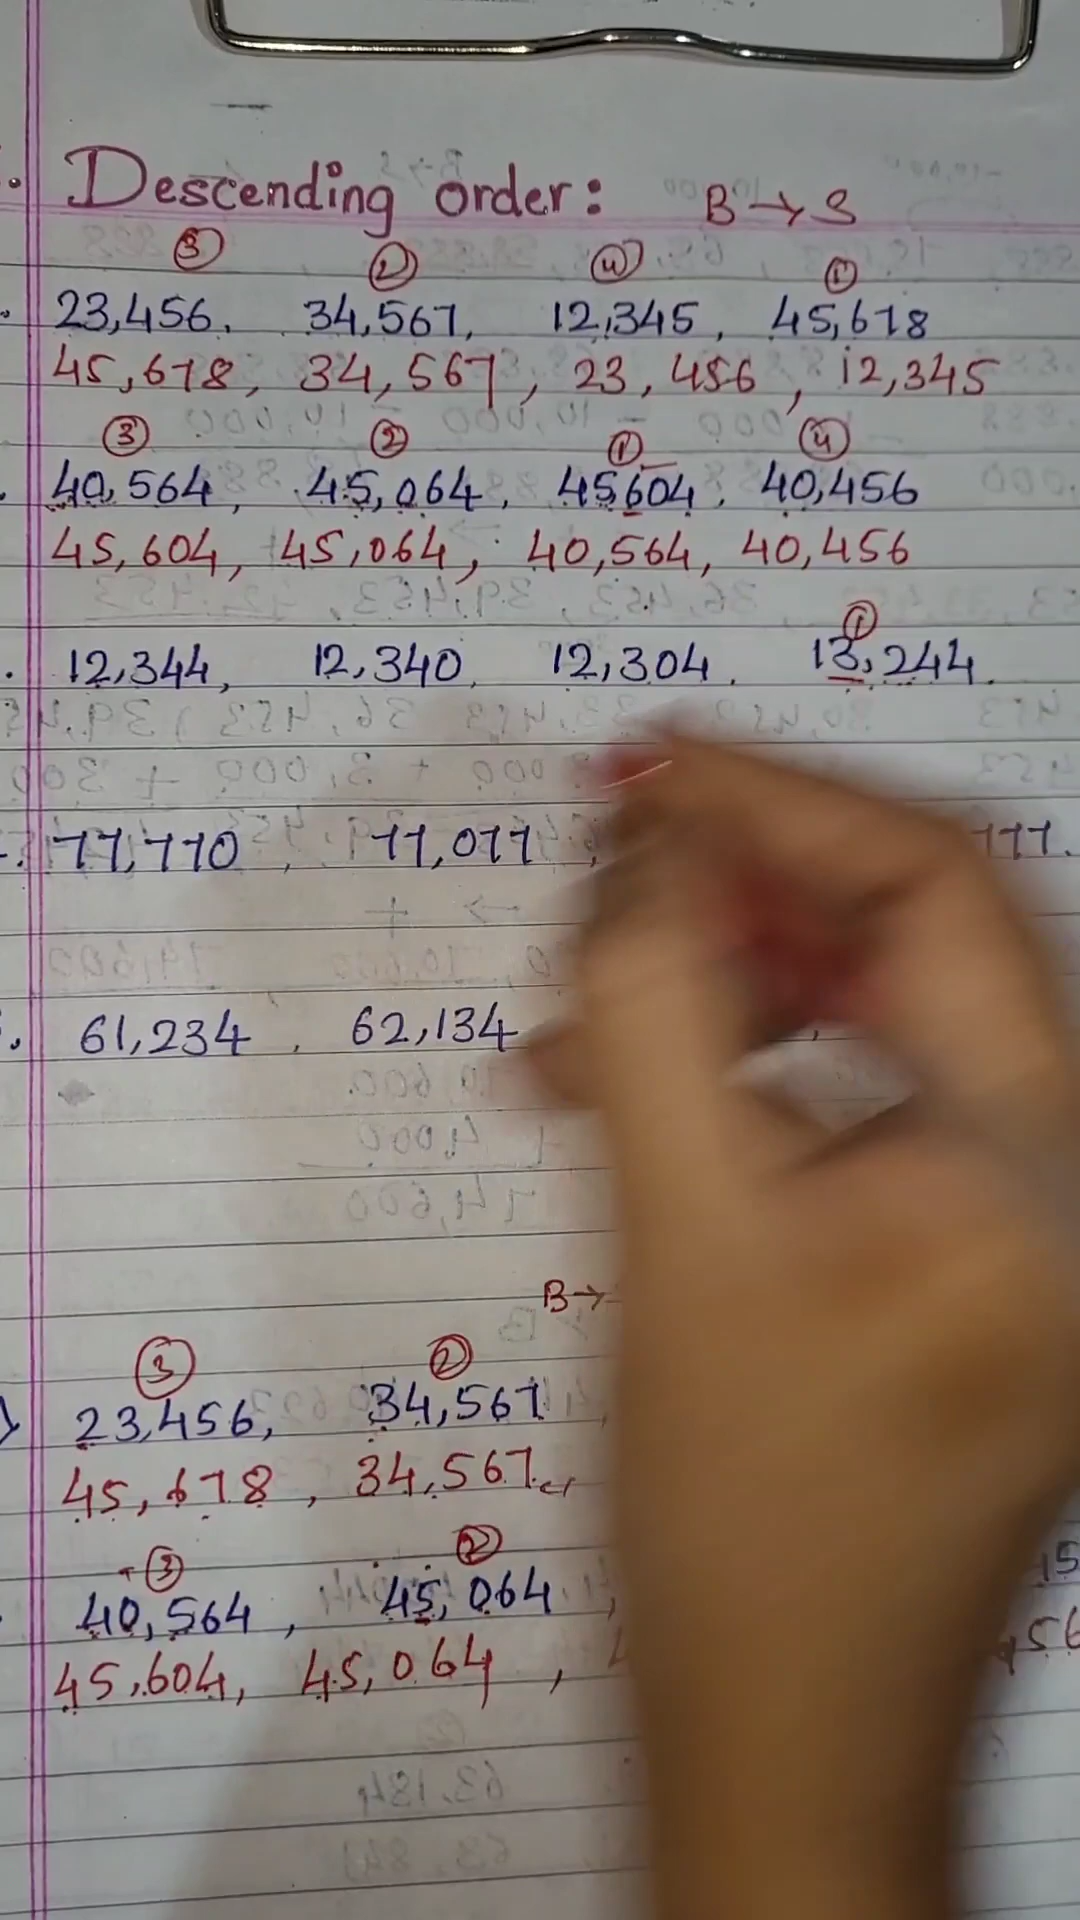 Descending order: B→S
③ ② ④ ①
23,456, 34,567, 12,345, 45,678
45,678, 34,567, 23,456, 12,345
③ ② ① ④
40,564, 45,064, 45604, 40,456
45,604, 45,064, 40,564, 40,456
①
12,344, 12,340, 12,304, 13,244.
77,770, 77,077, 777.
61,234, 62,134
B→
③ ②
23,456, 34,567
45,678, 34,567
③ ②
40,564, 45,064,
45,604, 45,064,